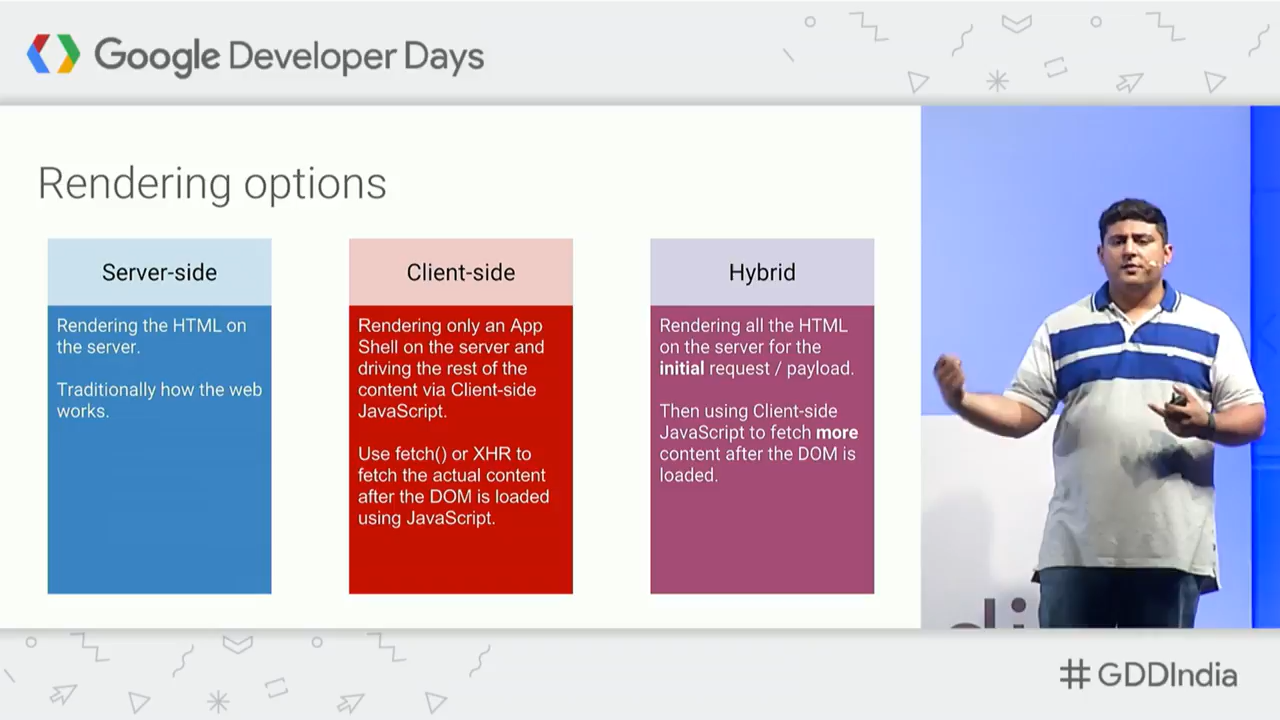 Google Developer Days
Rendering options
Server-side
Rendering the HTML on
the server.
Traditionally how the web
works.
Client-side
Rendering only an App
Shell on the server and
driving the rest of the
content via Client-side
JavaScript.
Use fetch() or XHR to
fetch the actual content
after the DOM is loaded
using JavaScript.
Hybrid
Rendering all the HTML
on the server for the
initial request / payload.
Then using Client-side
JavaScript to fetch more
content after the DOM is
loaded.
#GDDIndia